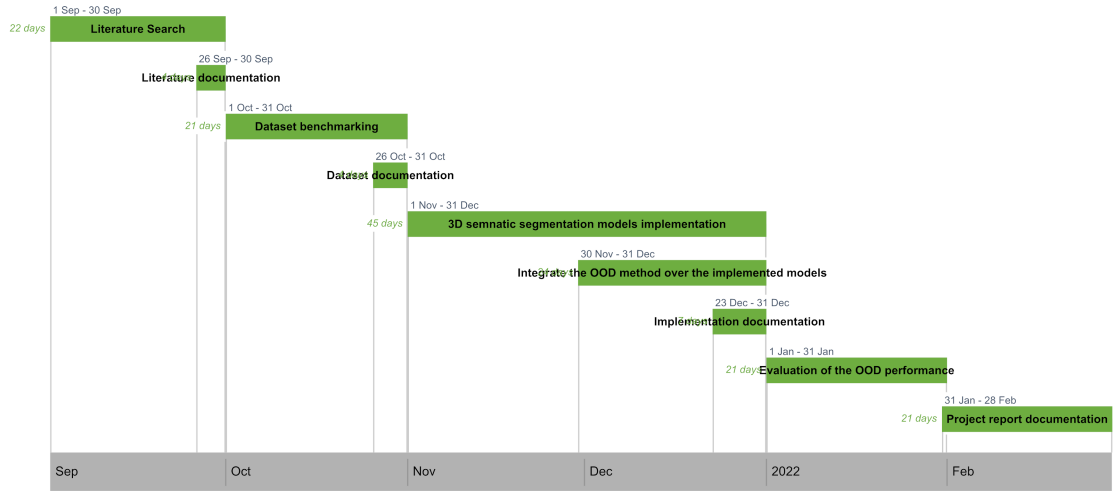 1 Sep - 30 Sep
22 days
Literature Search
26 Sep - 30 Sep
Literature documentation
1 Oct - 31 Oct
21 days
Dataset benchmarking
26 Oct - 31 Oct
Dataset documentation
1 Nov - 31 Dec
45 days
3D semnatic segmentation models implementation
30 Nov - 31 Dec
Integrate the OOD method over the implemented models
23 Dec - 31 Dec
Implementation documentation
1 Jan - 31 Jan
21 days
Evaluation of the OOD performance
31 Jan - 28 Feb
21 days
Project report documentation
Sep Oct Nov Dec 2022 Feb